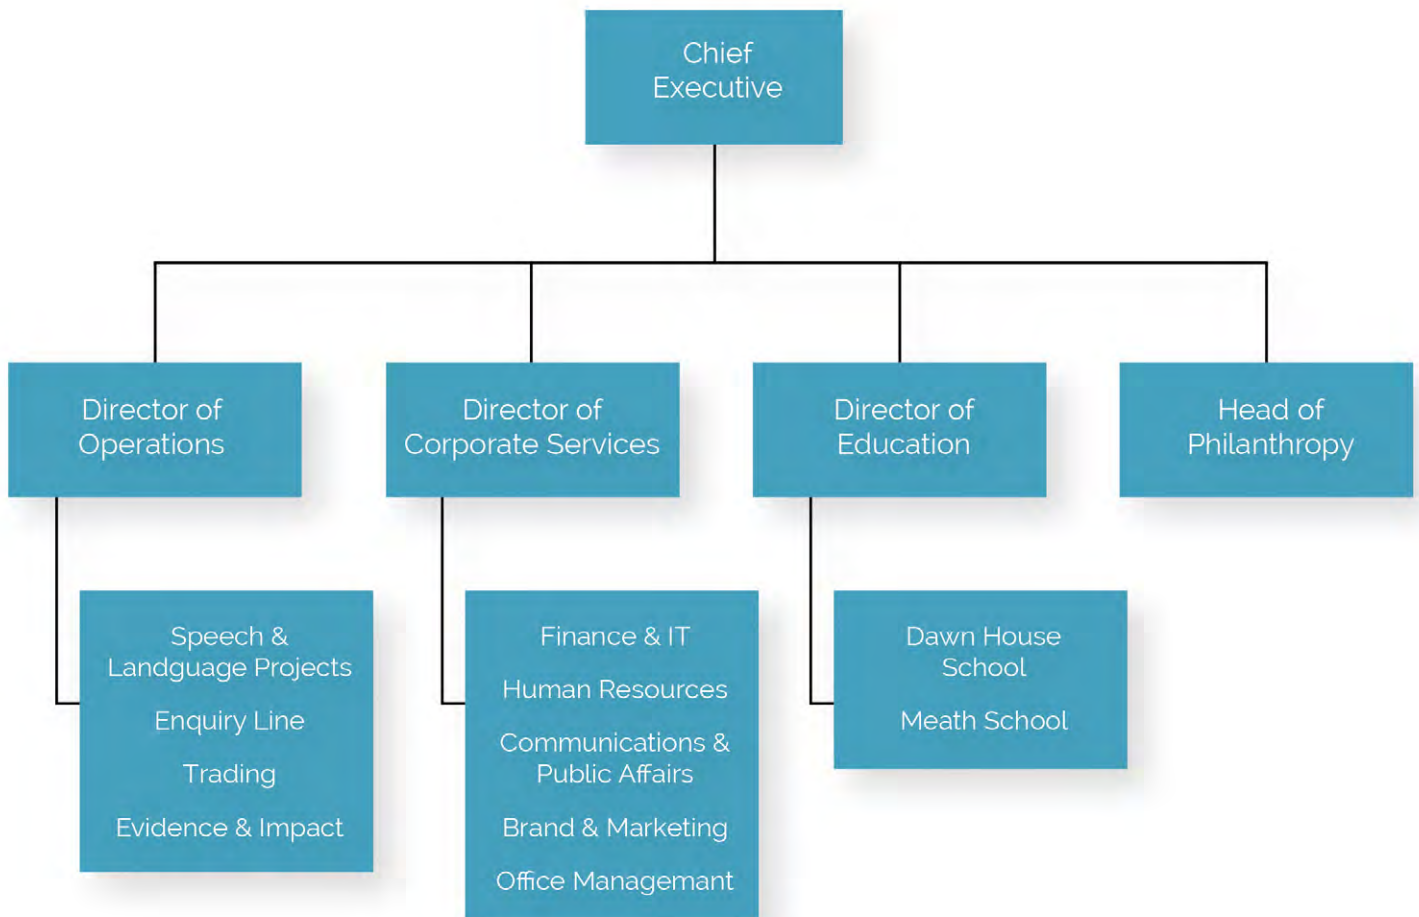 Chief
Executive
Director of
Operations
Director of
Corporate Services
Director of
Education
Head of
Philanthropy
Speech &
Landguage Projects
Enquiry Line
Trading
Evidence & Impact
Finance & IT
Human Resources
Communications &
Public Affairs
Brand & Marketing
Office Managemant
Dawn House
School
Meath School